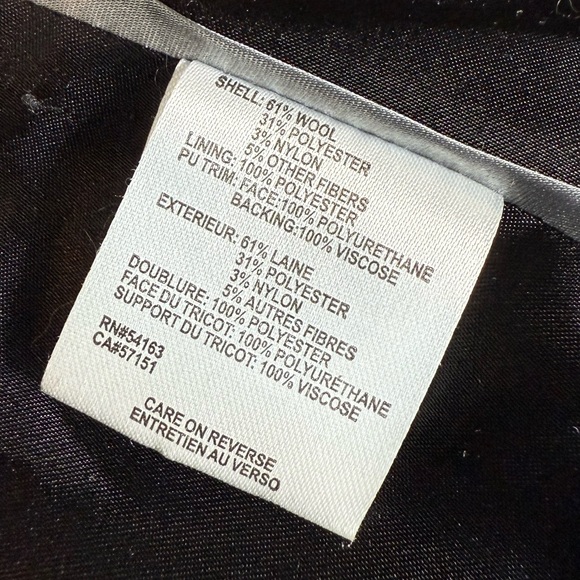 SHELL: 61% WOOL
31% POLYESTER
3% NYLON
5% OTHER FIBERS
LINING: 100% POLYESTER
PU TRIM: FACE:100% POLYURETHANE
BACKING:100% VISCOSE
EXTERIEUR: 61% LAINE
31% POLYESTER
3% NYLON
5% AUTRES FIBRES
DOUBLURE: 100% POLYESTER
FACE DU TRICOT: 100% POLYURÉTHANE
SUPPORT DU TRICOT: 100% VISCOSE
RN#54163
CA#57151
CARE ON REVERSE
ENTRETIEN AU VERSO